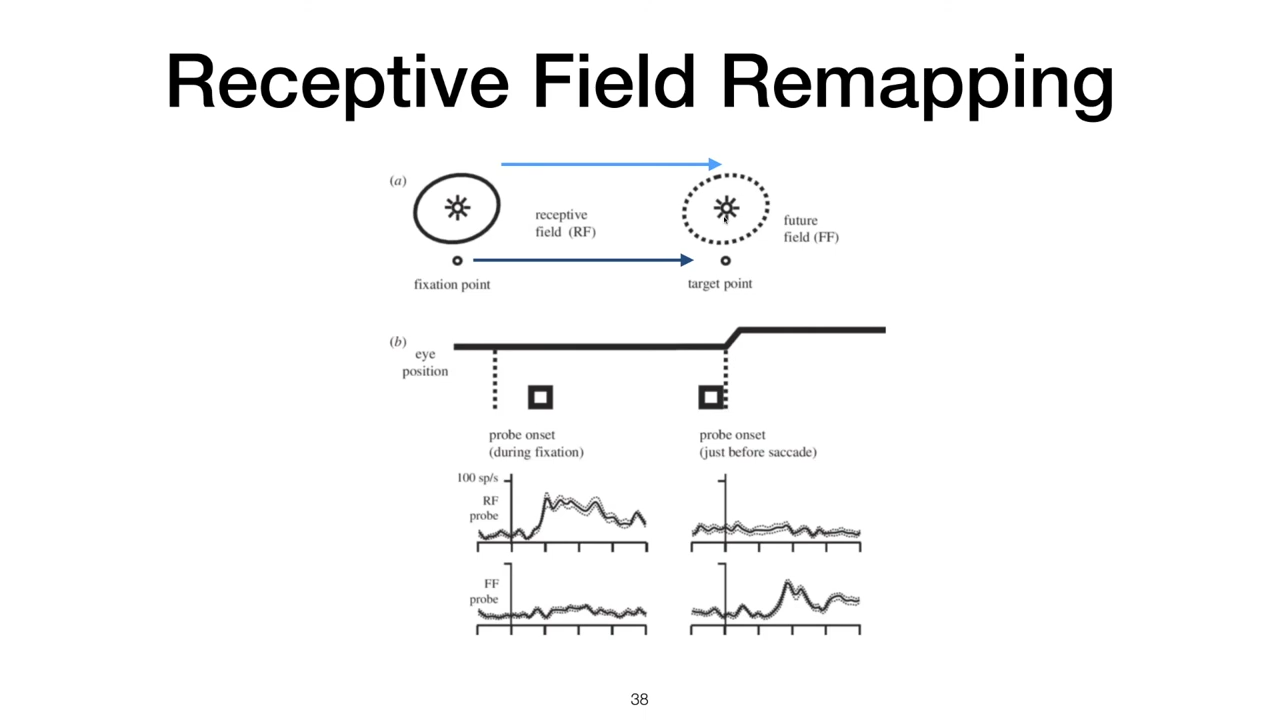 Receptive Field Remapping
(a)
receptive
field (RF)
future
field (FF)
fixation point
target point
(b)
eye
position
probe onset
(during fixation)
probe onset
(just before saccade)
100 sp/s
RF
probe
FF
probe
38